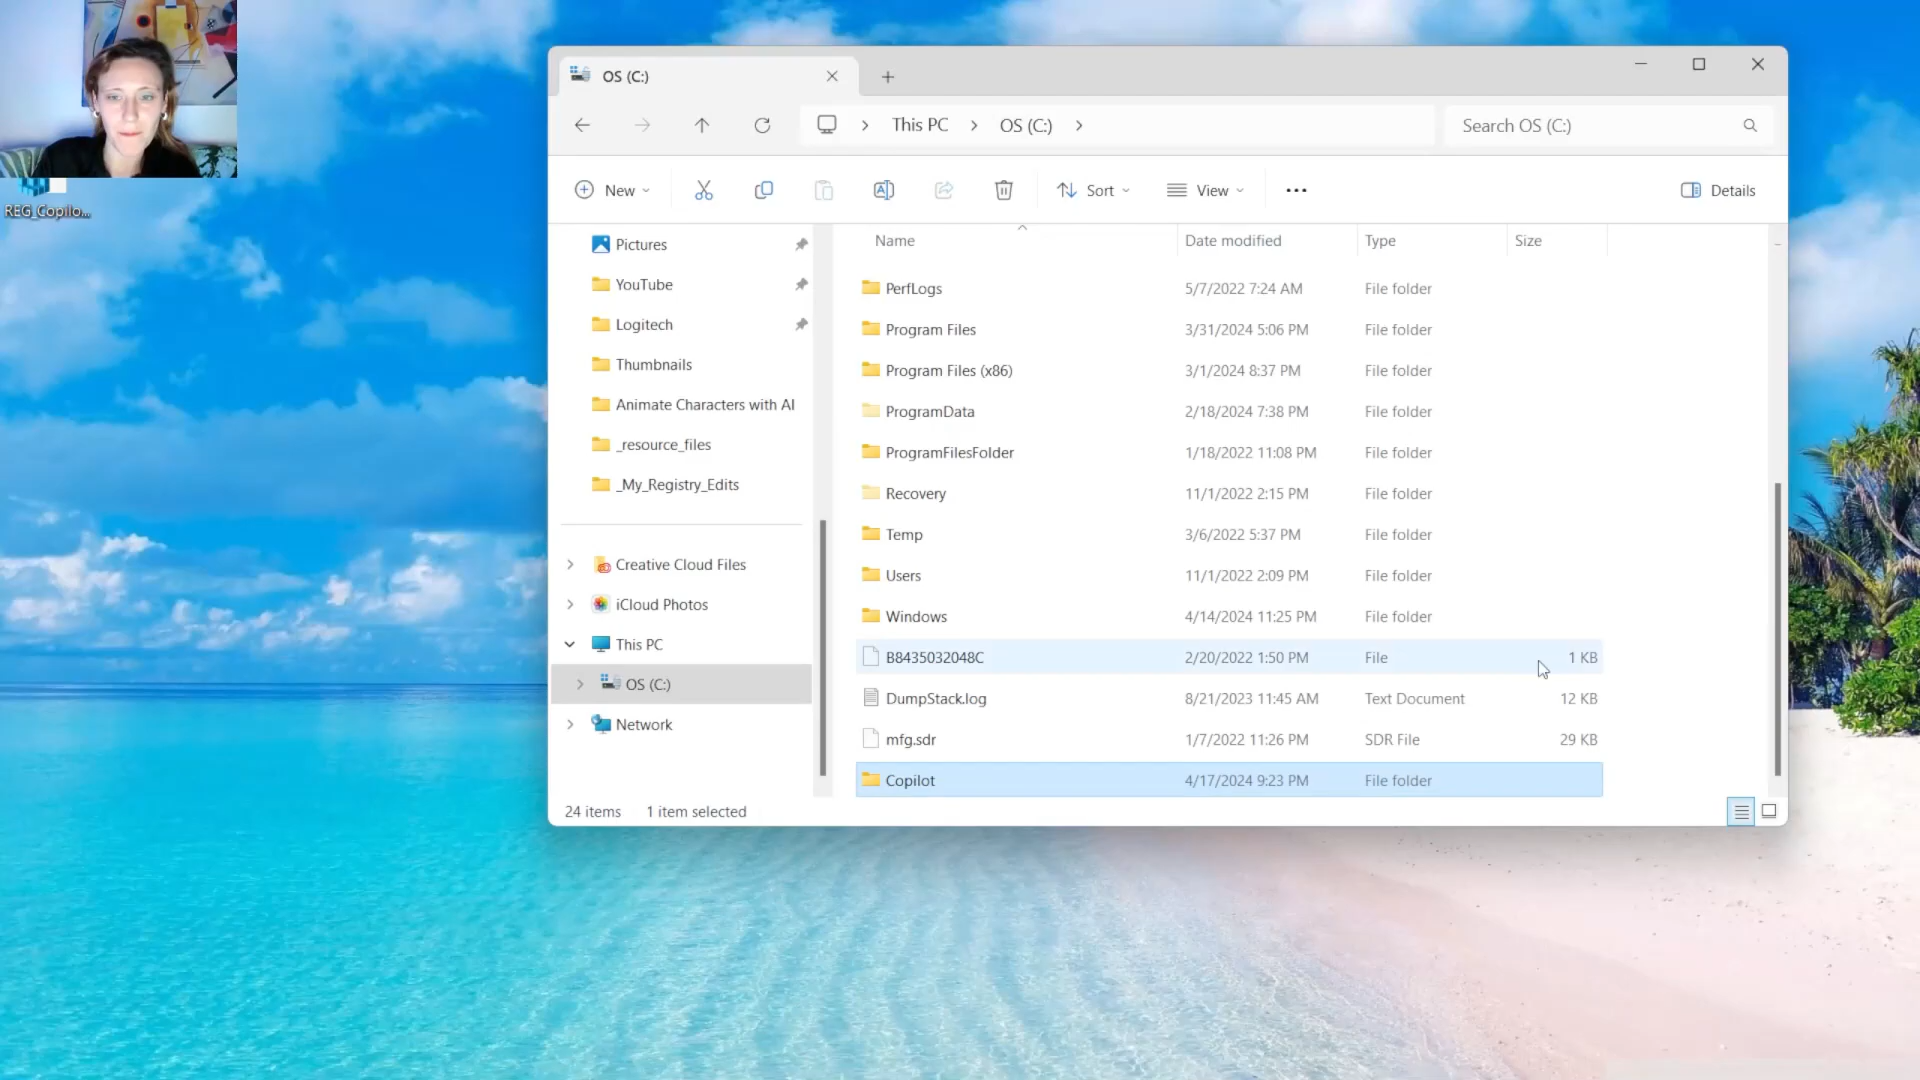 REG_Copilo...
OS (C:)
This PC
OS (C:)
Search OS (C:)
New
Sort
View
Details
Pictures
YouTube
Logitech
Thumbnails
Animate Characters with AI
_resource_files
_My_Registry_Edits
Creative Cloud Files
iCloud Photos
This PC
OS (C:)
Network
Name Date modified Type Size
PerfLogs 5/7/2022 7:24 AM File folder
Program Files 3/31/2024 5:06 PM File folder
Program Files (x86) 3/1/2024 8:37 PM File folder
ProgramData 2/18/2024 7:38 PM File folder
ProgramFilesFolder 1/18/2022 11:08 PM File folder
Recovery 11/1/2022 2:15 PM File folder
Temp 3/6/2022 5:37 PM File folder
Users 11/1/2022 2:09 PM File folder
Windows 4/14/2024 11:25 PM File folder
B8435032048C 2/20/2022 1:50 PM File 1 KB
DumpStack.log 8/21/2023 11:45 AM Text Document 12 KB
mfg.sdr 1/7/2022 11:26 PM SDR File 29 KB
Copilot 4/17/2024 9:23 PM File folder
24 items 1 item selected